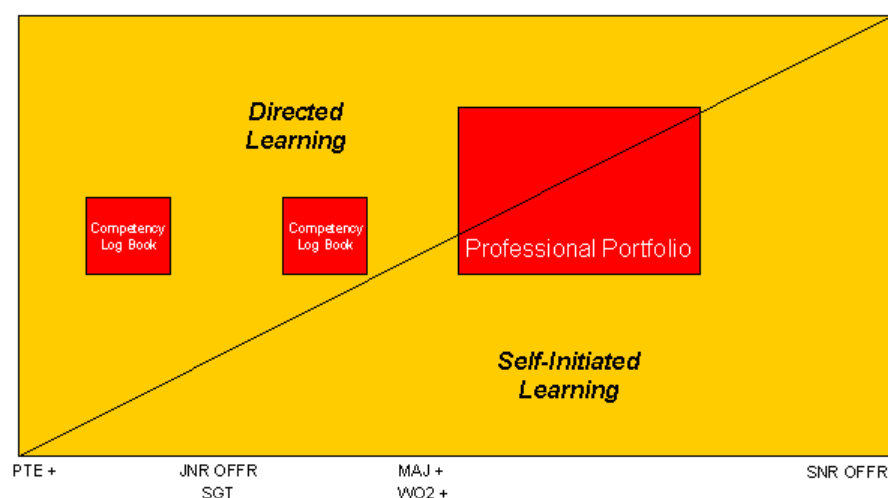 Directed
Learning
Competency
Log Book
Competency
Log Book
Professional Portfolio
Self-Initiated
Learning
PTE +
JNR OFFR
SGT
MAJ +
WO2 +
SNR OFFR